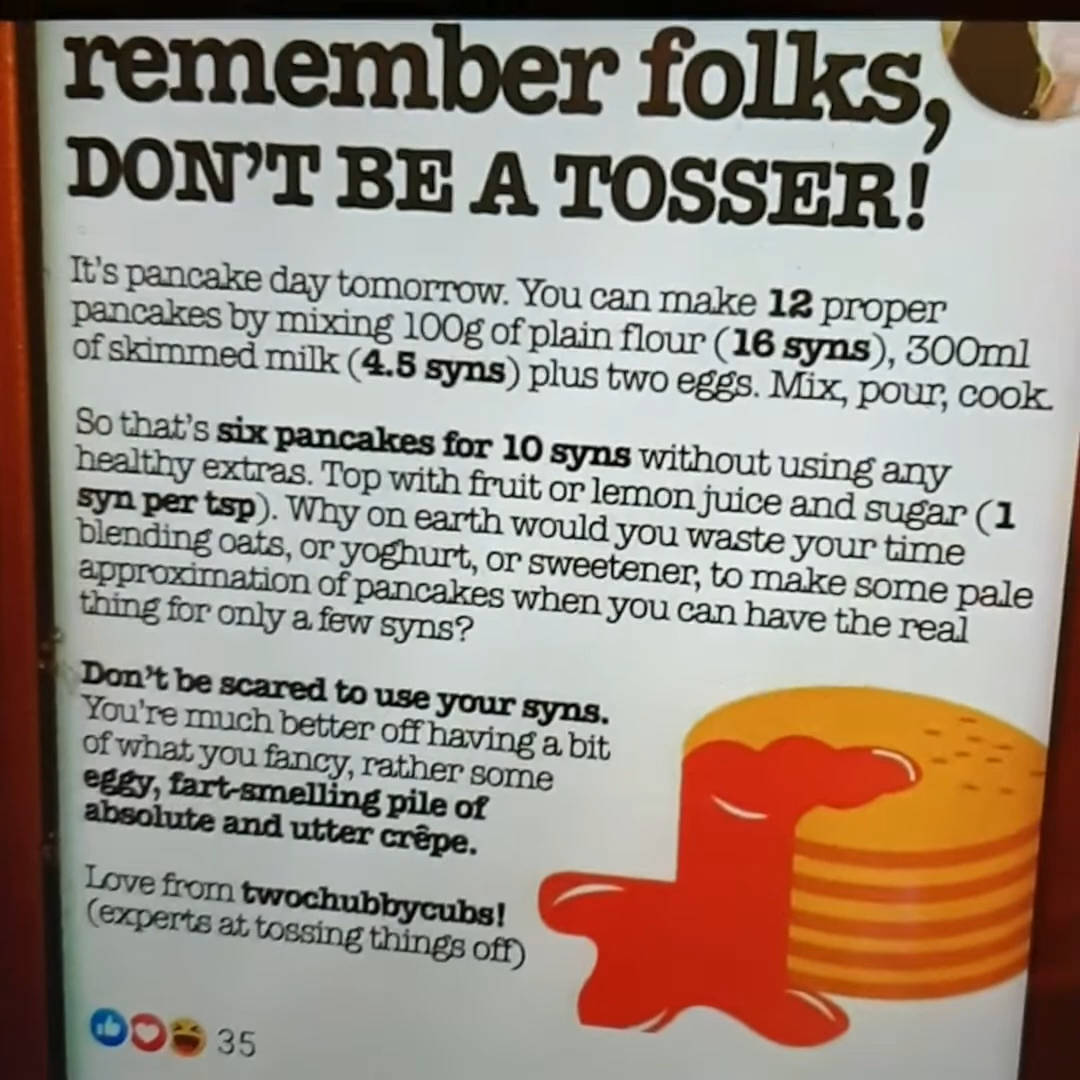 remember folks,
DON'T BE A TOSSER!
It's pancake day tomorrow. You can make 12 proper
pancakes by mixing 100g of plain flour (16 syns), 300ml
of skimmed milk (4.5 syns) plus two eggs. Mix, pour, cook.
So that's six pancakes for 10 syns without using any
healthy extras. Top with fruit or lemon juice and sugar (1
syn per tsp). Why on earth would you waste your time
blending oats, or yoghurt, or sweetener, to make some pale
approximation of pancakes when you can have the real
thing for only a few syns?
Don't be scared to use your syns.
You're much better off having a bit
of what you fancy, rather some
eggy, fart-smelling pile of
absolute and utter crêpe.
Love from twochubbycubs!
(experts at tossing things off)
35